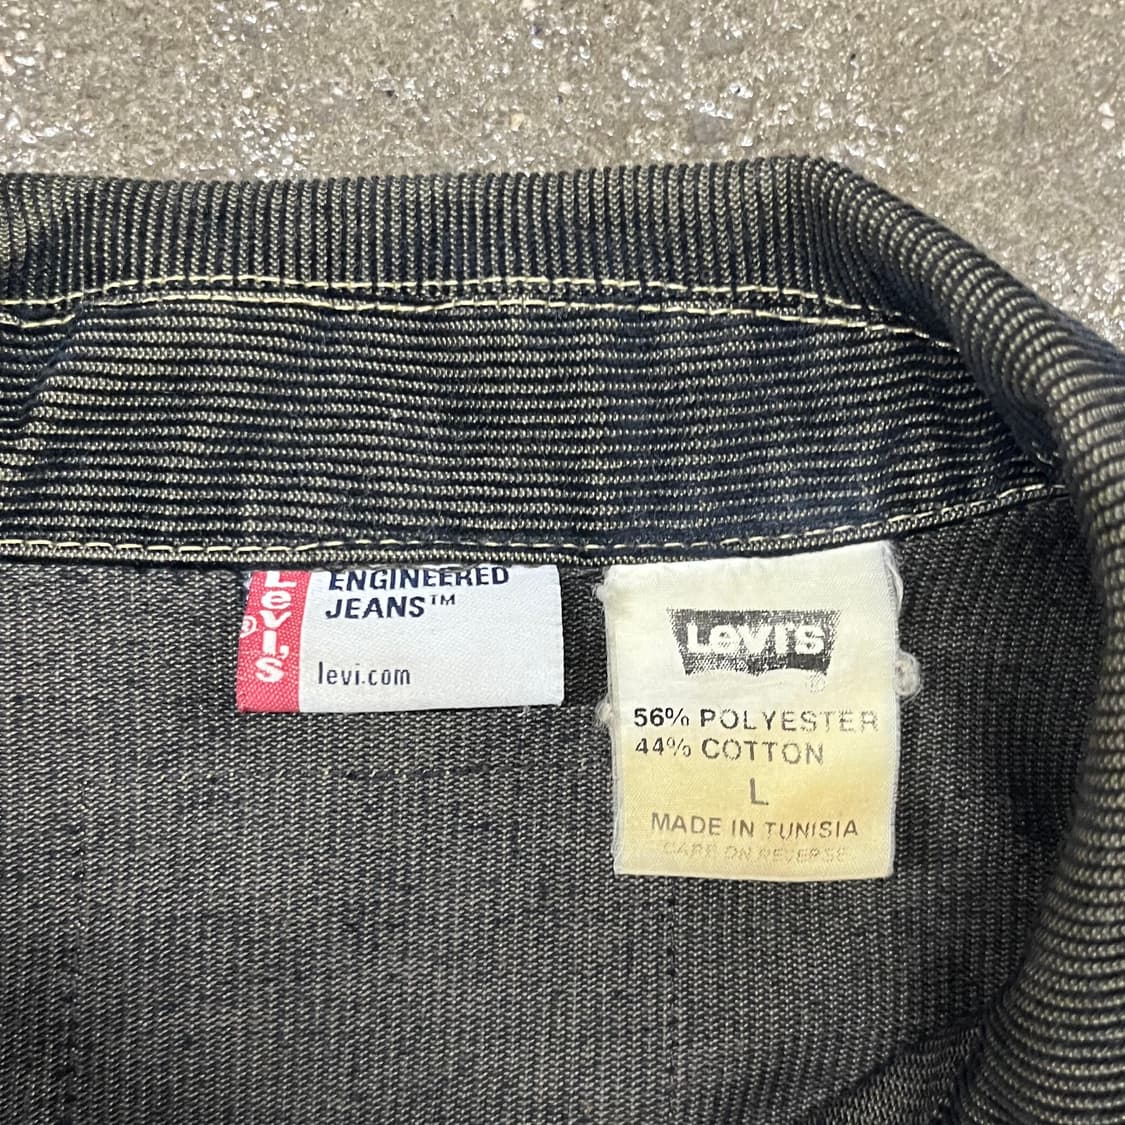 ENGINEERED
JEANS™
Levi's
®
levi.com
Levi's
®
56% POLYESTER
44% COTTON
L
MADE IN TUNISIA
CARE ON REVERSE